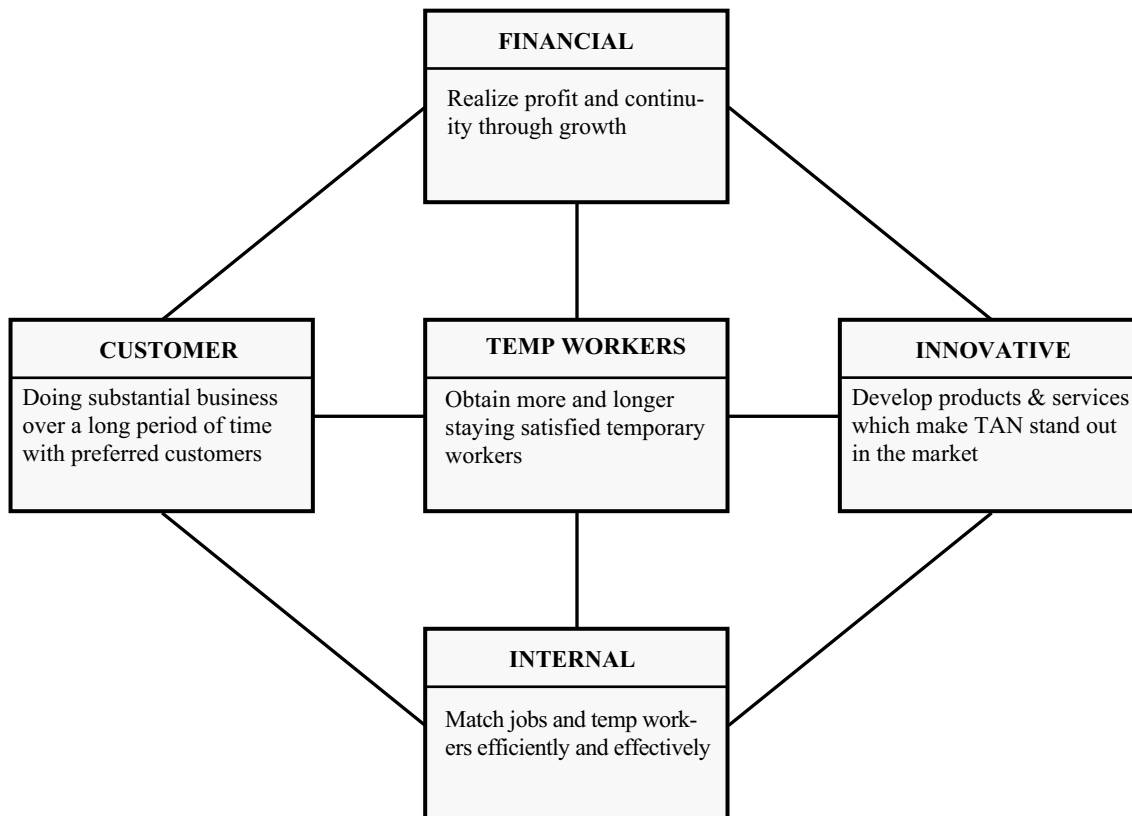 FINANCIAL
Realize profit and continu-
ity through growth
CUSTOMER
Doing substantial business
over a long period of time
with preferred customers
TEMP WORKERS
Obtain more and longer
staying satisfied temporary
workers
INNOVATIVE
Develop products & services
which make TAN stand out
in the market
INTERNAL
Match jobs and temp work-
ers efficiently and effectively